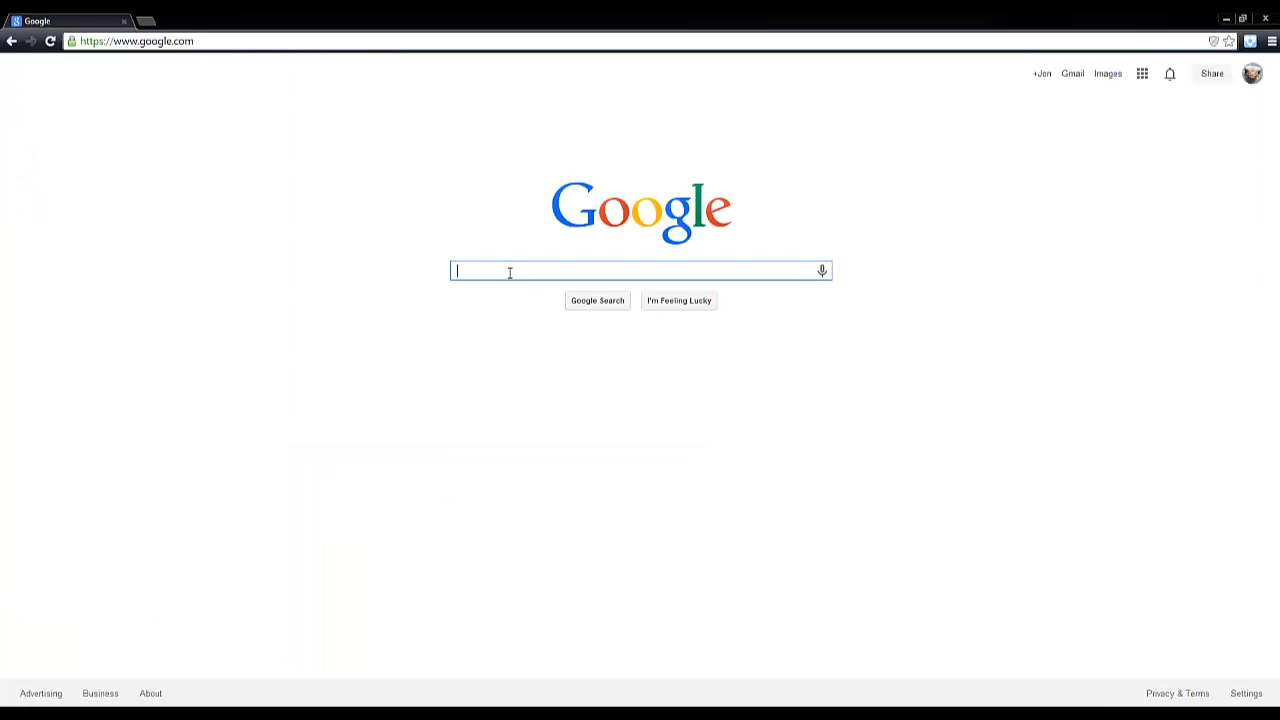 Google
https://www.google.com
+Jon Gmail Images Share
Google
Google Search I'm Feeling Lucky
Advertising Business About Privacy & Terms Settings